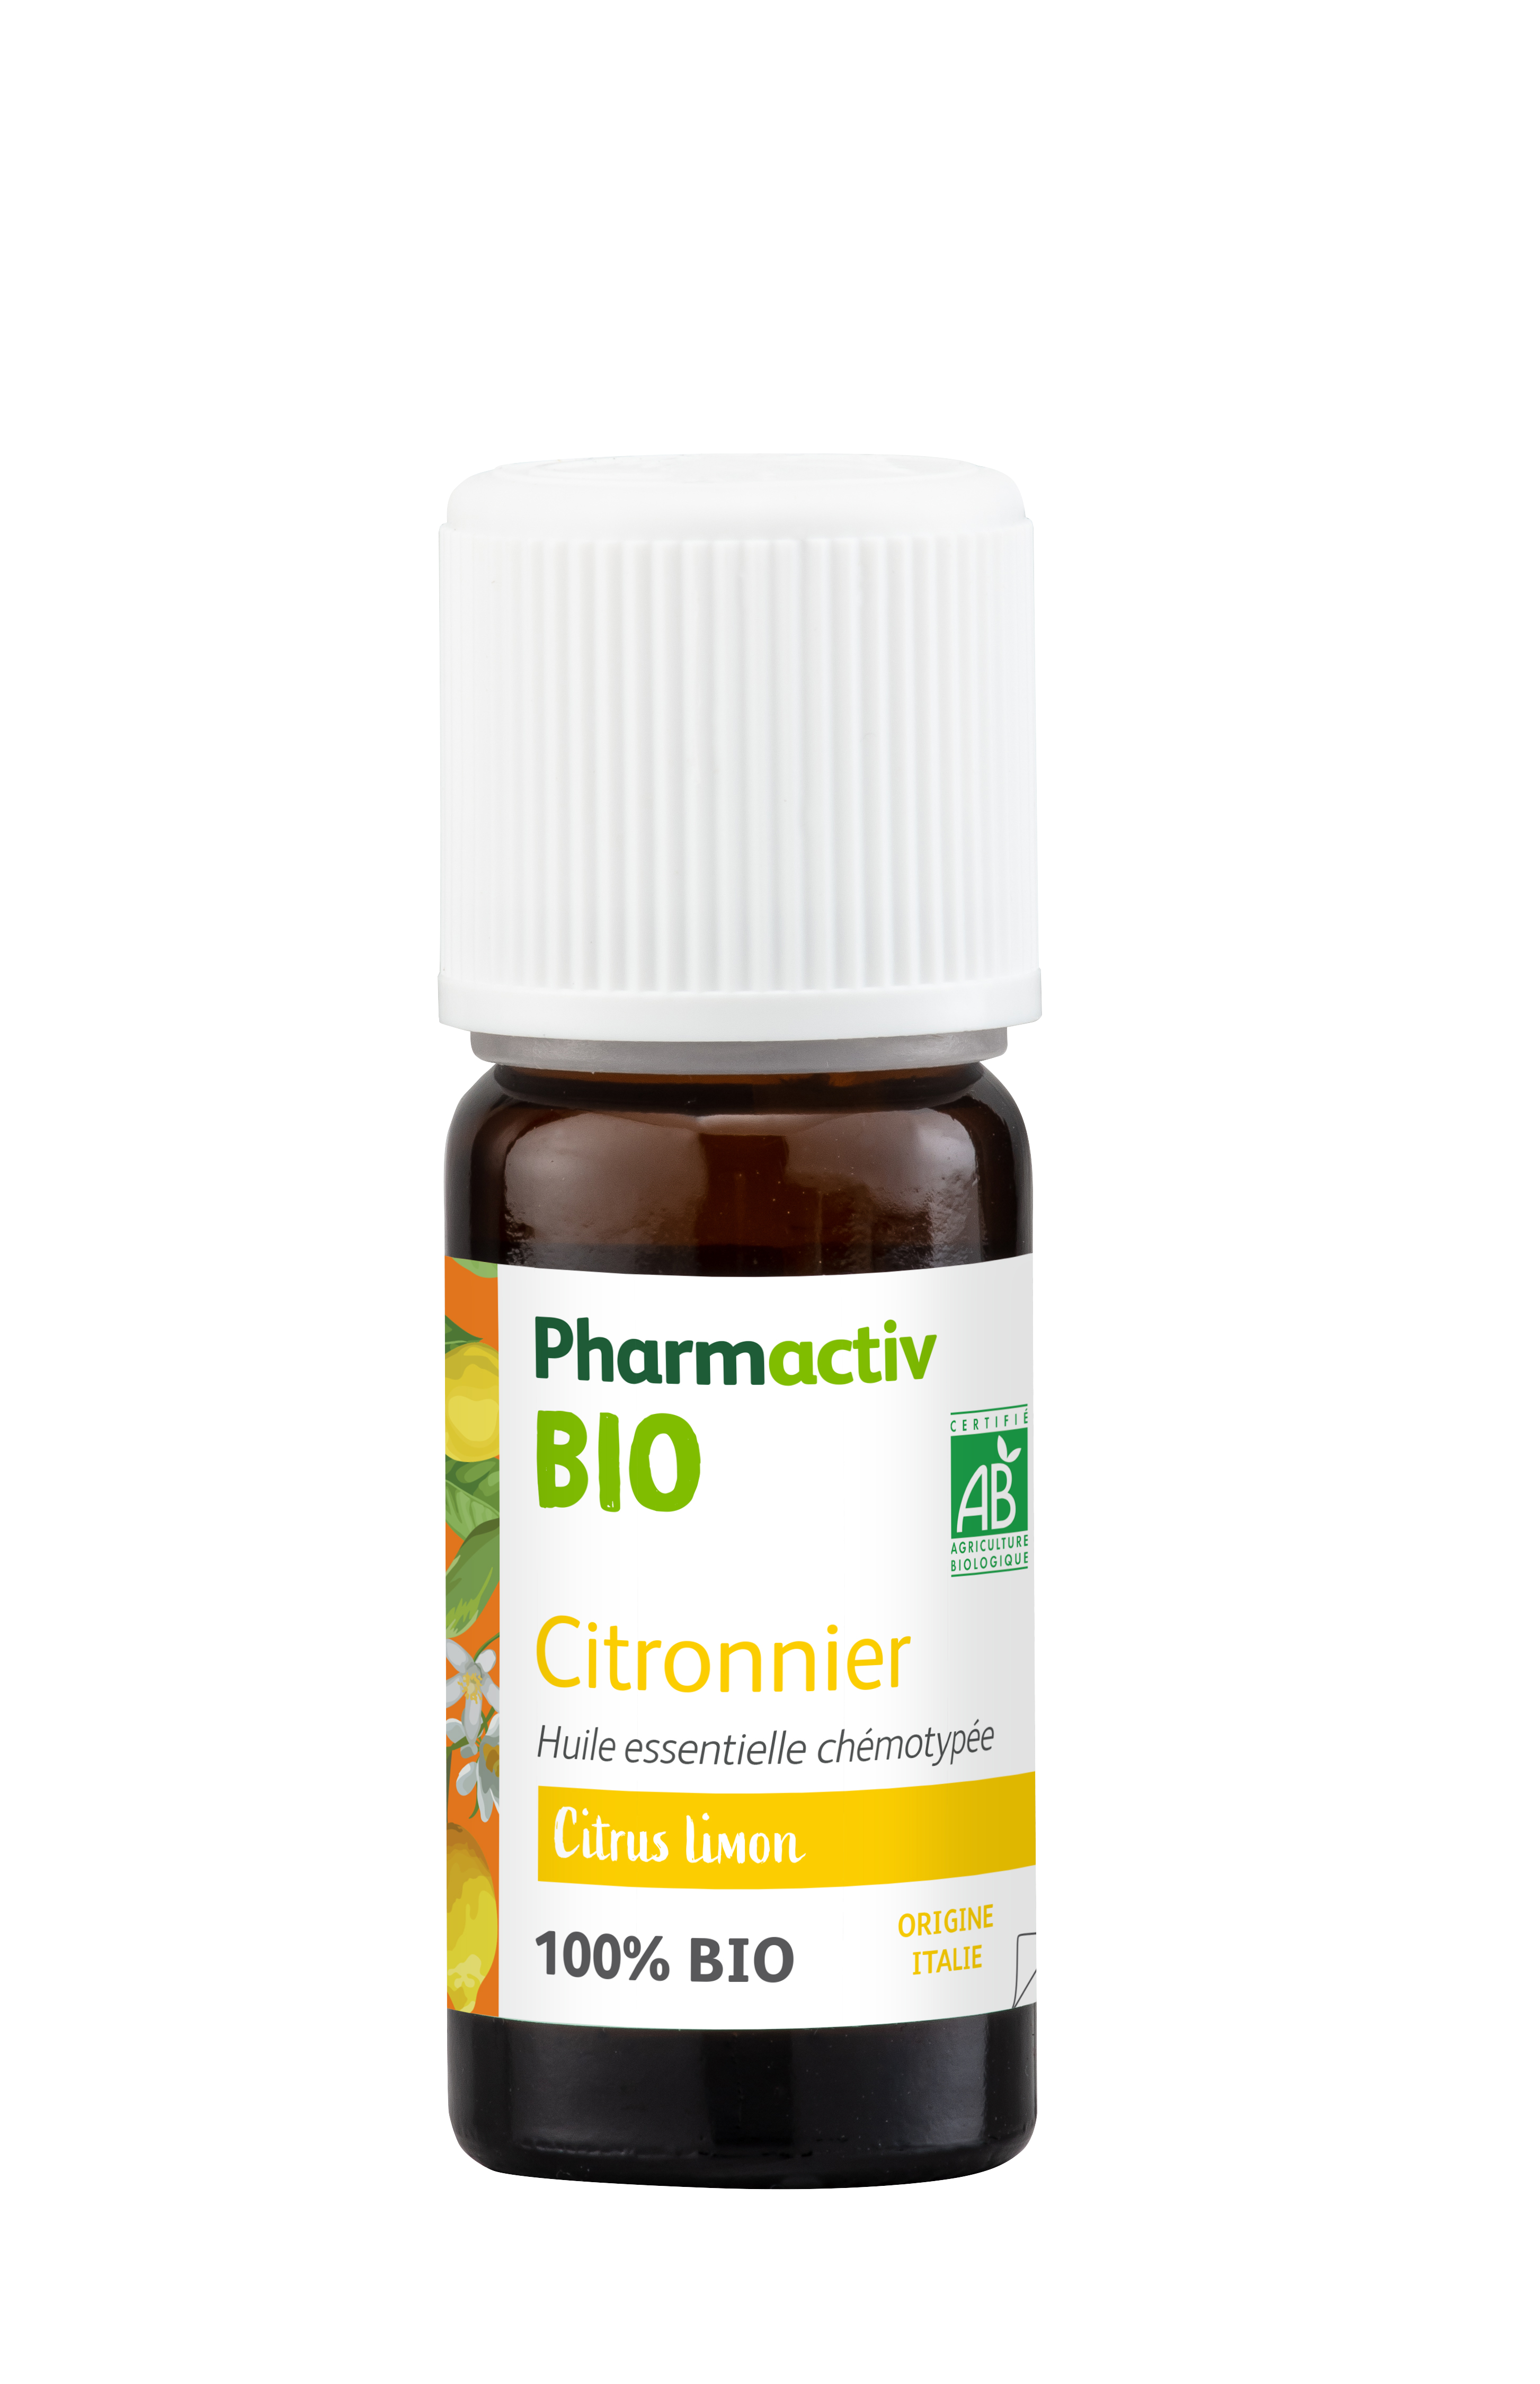 Pharmactiv
BIO
CERTIFIÉ
AB
AGRICULTURE
BIOLOGIQUE
Citronnier
Huile essentielle chémotypée
Citrus limon
100% BIO
ORIGINE
ITALIE